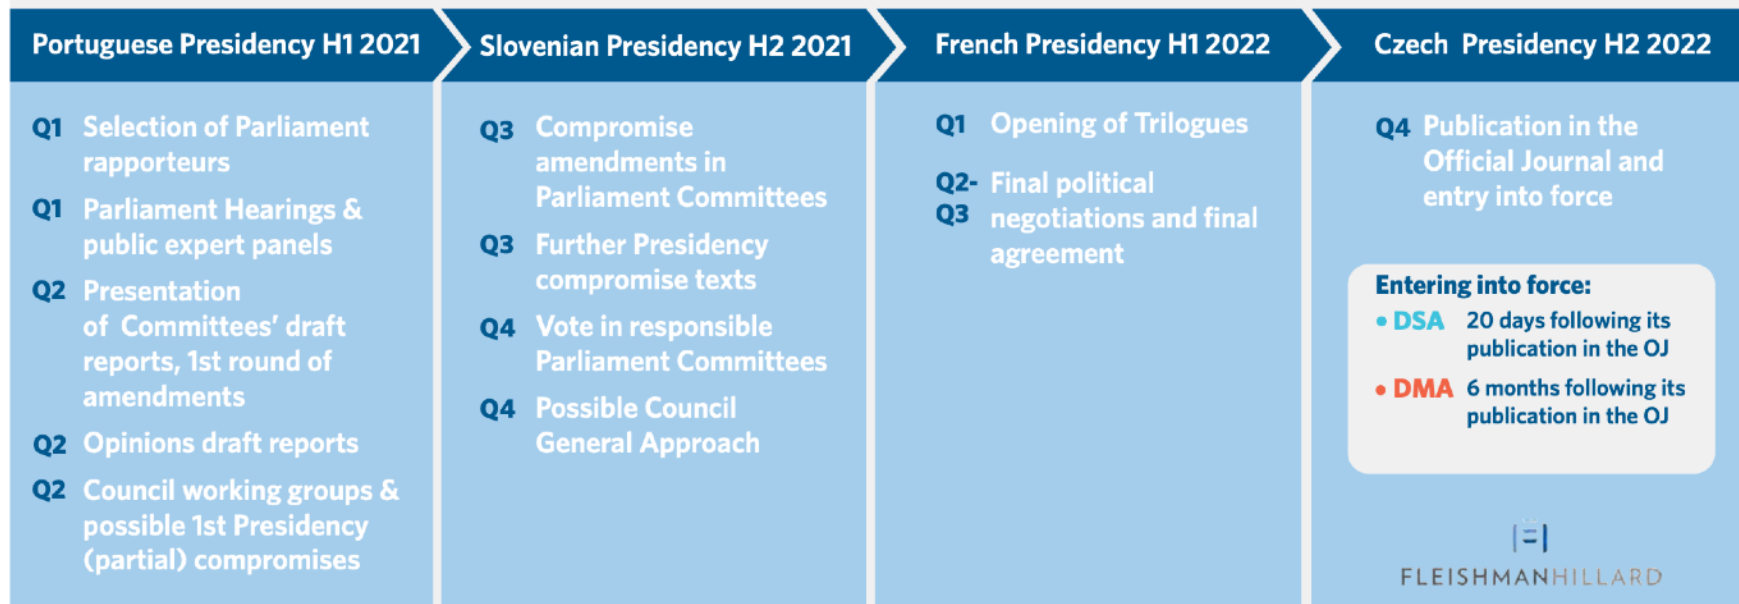 Portuguese Presidency H1 2021
Q1 Selection of Parliament
rapporteurs
Q1 Parliament Hearings &
public expert panels
Q2 Presentation
of Committees' draft
reports, 1st round of
amendments
Q2 Opinions draft reports
Q2 Council working groups &
possible 1st Presidency
(partial) compromises
Slovenian Presidency H2 2021
Q3 Compromise
amendments in
Parliament Committees
Q3 Further Presidency
compromise texts
Q4 Vote in responsible
Parliament Committees
Q4 Possible Council
General Approach
French Presidency H1 2022
Q1 Opening of Trilogues
Q2- Final political
Q3 negotiations and final
agreement
Czech Presidency H2 2022
Q4 Publication in the
Official Journal and
entry into force
Entering into force:
• DSA 20 days following its
publication in the OJ
• DMA 6 months following its
publication in the OJ
FLEISHMANHILLARD